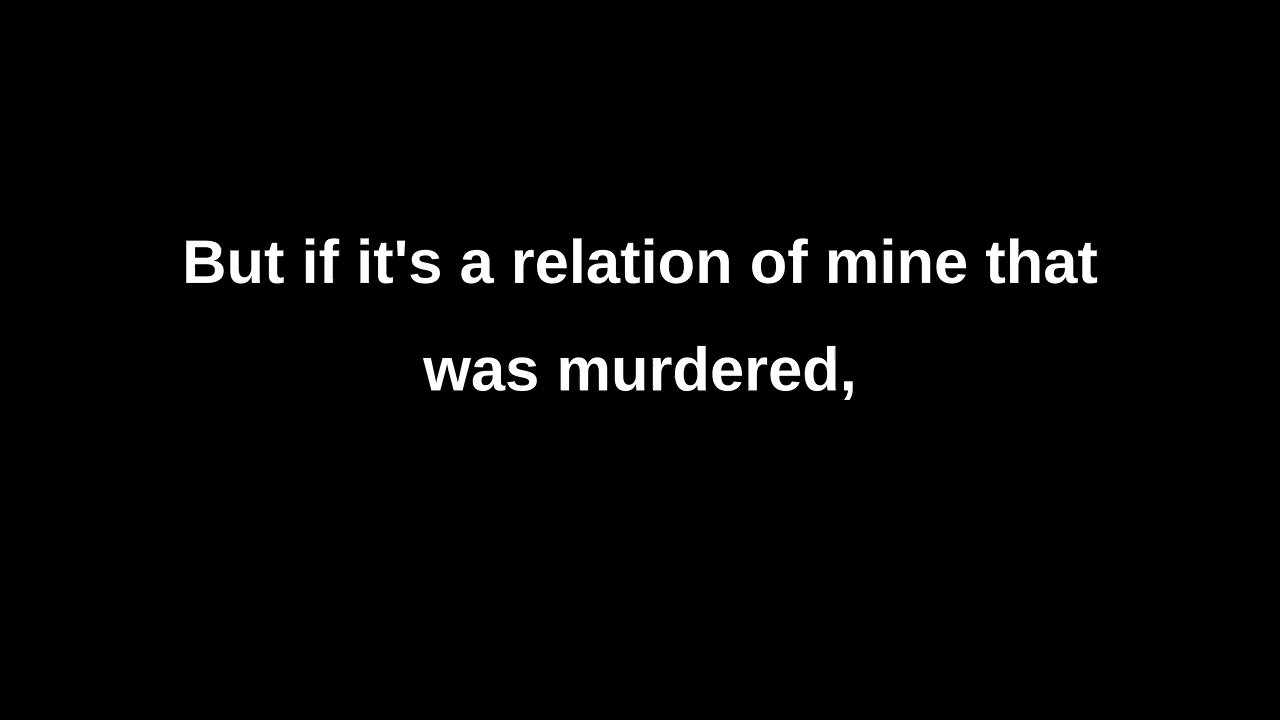 But if it's a relation of mine that
was murdered,